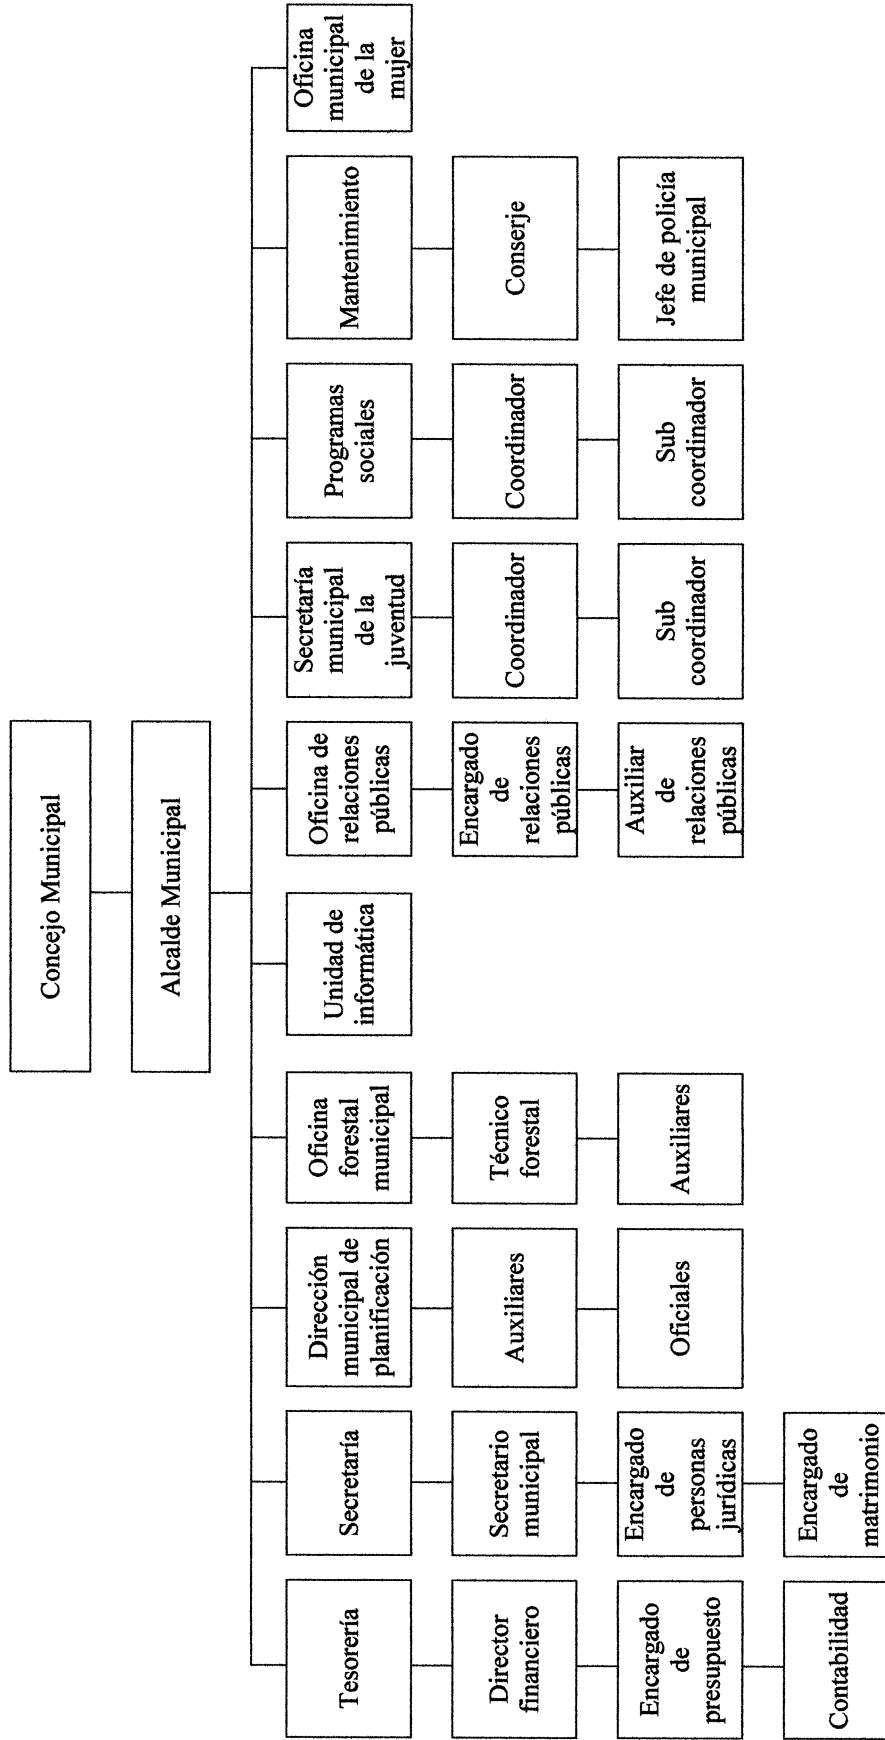 Concejo Municipal
Alcalde Municipal
Tesorería
Secretaría
Dirección
municipal de
planificación
Oficina
forestal
municipal
Unidad de
informática
Oficina de
relaciones
públicas
Secretaría
municipal
de la
juventud
Programas
sociales
Mantenimiento
Oficina
municipal
de la
mujer
Director
financiero
Secretario
municipal
Auxiliares
Técnico
forestal
Encargado
de
relaciones
públicas
Coordinador
Coordinador
Conserje
Encargado
de
presupuesto
Encargado
de
personas
jurídicas
Oficiales
Auxiliares
Auxiliar
de
relaciones
públicas
Sub
coordinador
Sub
coordinador
Jefe de policía
municipal
Contabilidad
Encargado
de
matrimonio